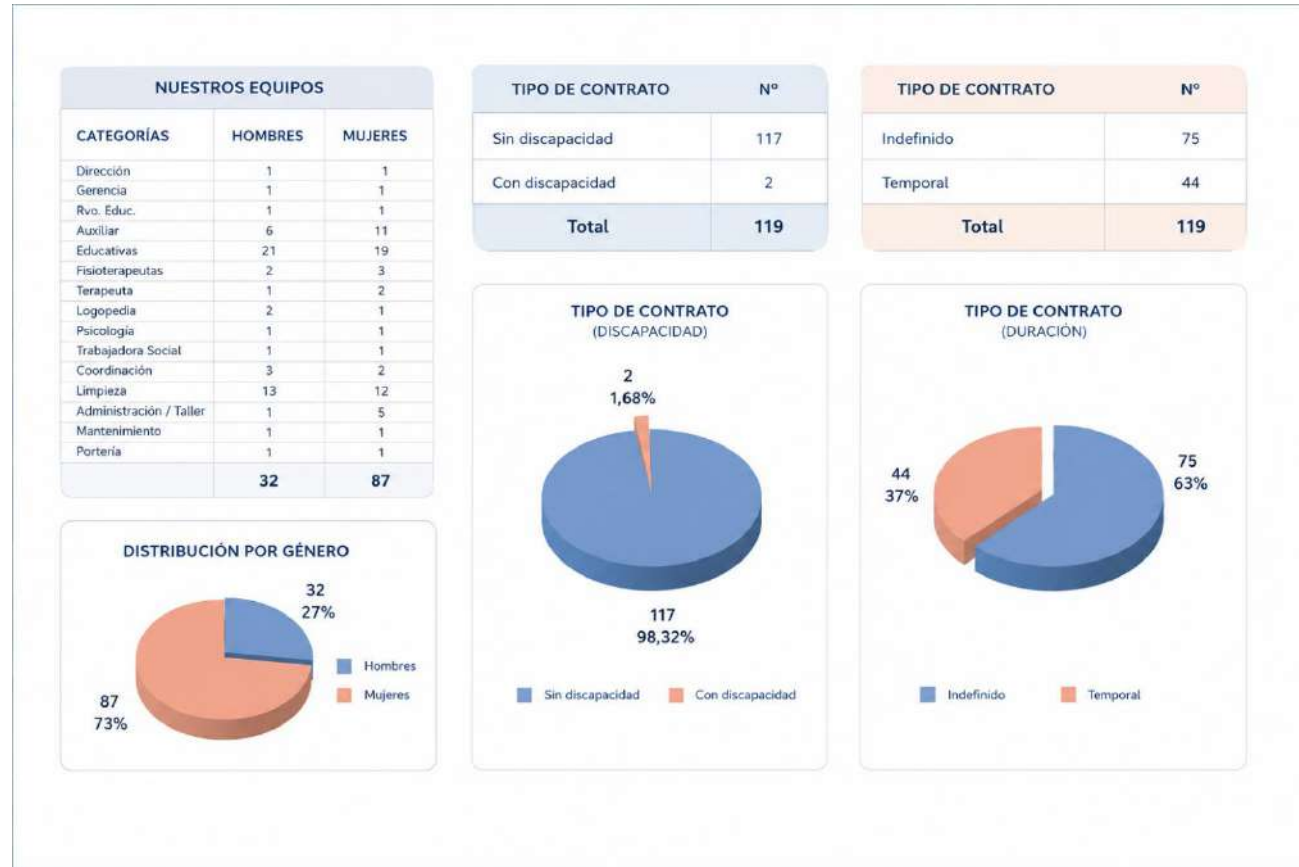 NUESTROS EQUIPOS
CATEGORÍAS HOMBRES MUJERES
Dirección 1 1
Gerencia 1 1
Rvo. Educ. 1 1
Auxiliar 6 11
Educativas 21 19
Fisioterapeutas 2 3
Terapeuta 1 2
Logopedia 2 1
Psicología 1 1
Trabajadora Social 1 1
Coordinación 3 2
Limpieza 13 12
Administración / Taller 1 5
Mantenimiento 1 1
Portería 1 1
32 87
DISTRIBUCIÓN POR GÉNERO
32
27%
Hombres
Mujeres
87
73%
TIPO DE CONTRATO Nº
Sin discapacidad 117
Con discapacidad 2
Total 119
TIPO DE CONTRATO
(DISCAPACIDAD)
2
1,68%
117
98,32%
Sin discapacidad Con discapacidad
TIPO DE CONTRATO Nº
Indefinido 75
Temporal 44
Total 119
TIPO DE CONTRATO
(DURACIÓN)
44
37%
75
63%
Indefinido Temporal